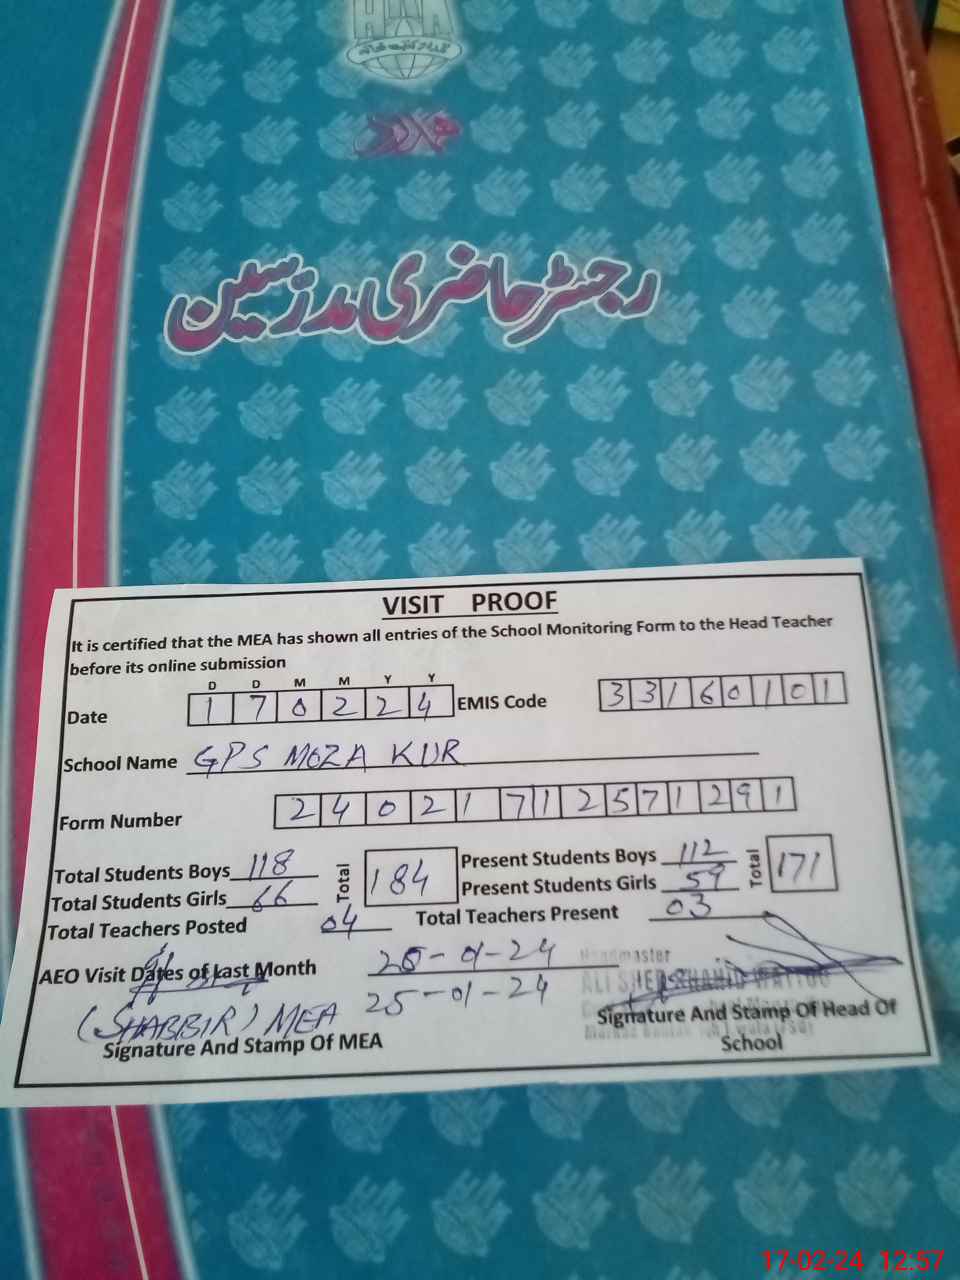 رجسٹر حاضری مدرسین
VISIT PROOF
It is certified that the MEA has shown all entries of the School Monitoring Form to the Head Teacher
before its online submission
D D M M Y Y
Date 1 7 0 2 2 4 EMIS Code 3 3 1 6 0 1 0 1
School Name GPS MOZA KUR
Form Number 2 4 0 2 1 7 1 2 5 7 1 2 9 1
Total Students Boys 118 Total 184 Present Students Boys 112 Total 171
Total Students Girls 66 Present Students Girls 59
Total Teachers Posted 04 Total Teachers Present 03
AEO Visit Dates of Last Month 25-01-24 Headmaster
ALI SHER
(SHABBIR) MEA 25-01-24
Signature And Stamp Of MEA Signature And Stamp Of Head Of
School
17-02-24 12:57